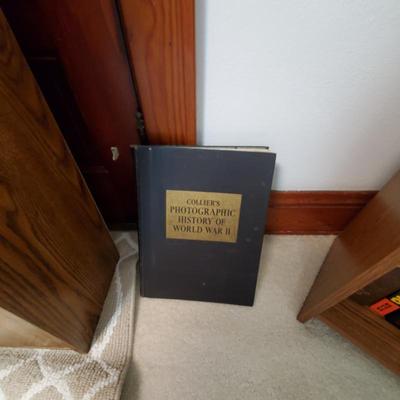 COLLIER'S
PHOTOGRAPHIC
HISTORY OF
WORLD WAR II